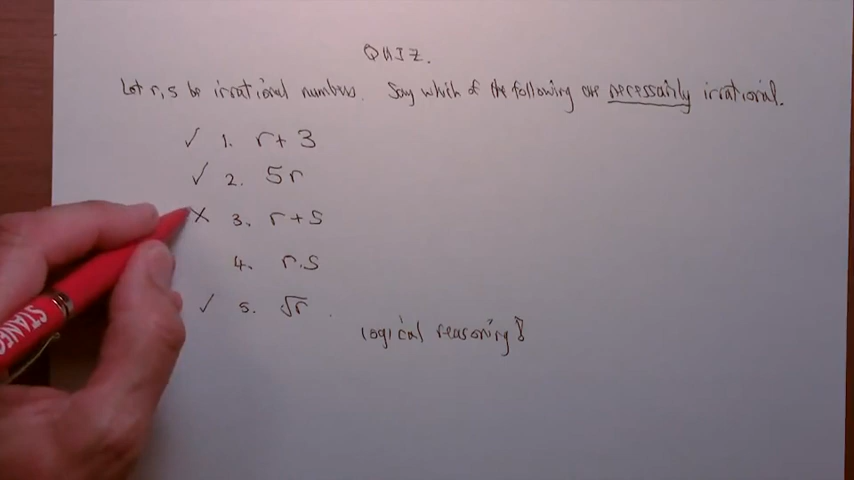 QUIZ.
Let r, s be irrational numbers. Say which of the following are necessarily irrational.
✓ 1. r + 3
✓ 2. 5r
✗ 3. r + s
4. r.s
✓ 5. √r .
logical reasoning!
STANF